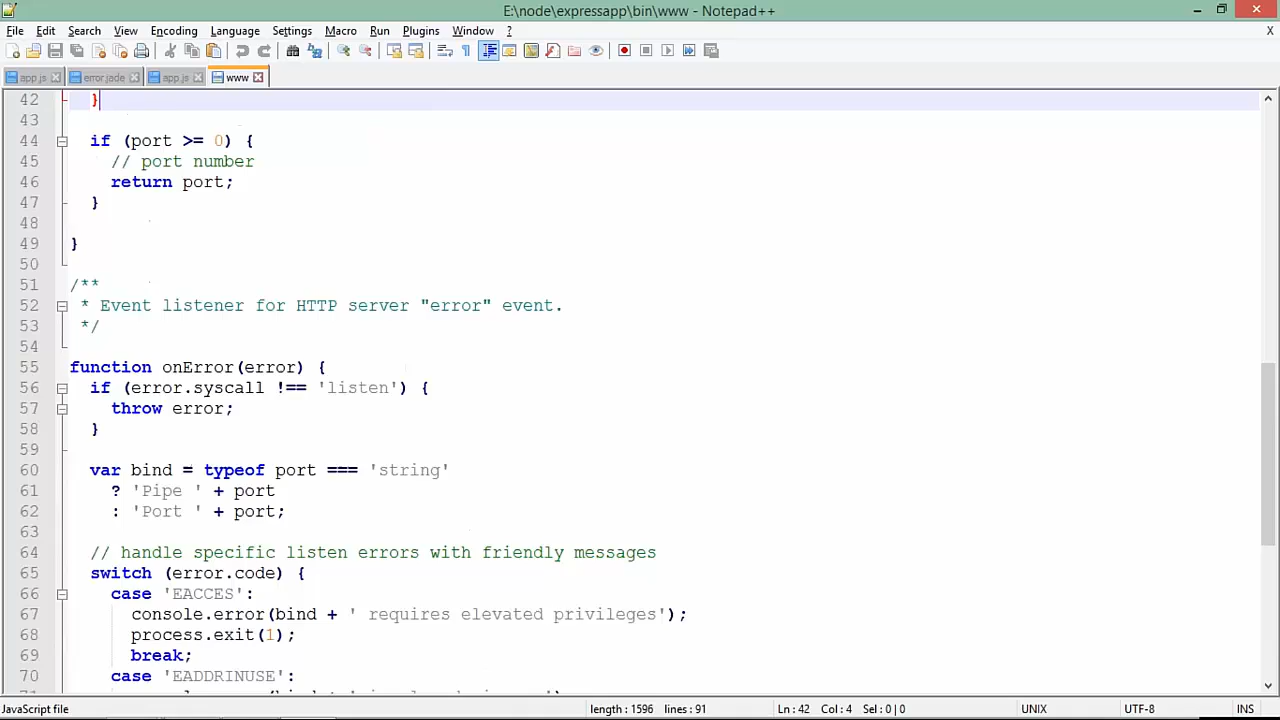 E:\node\expressapp\bin\www - Notepad++
File Edit Search View Encoding Language Settings Macro Run Plugins Window ? X
app.js error.jade app.js www
42   }
43
44   if (port >= 0) {
45     // port number
46     return port;
47   }
48
49 }
50
51 /**
52  * Event listener for HTTP server "error" event.
53  */
54
55 function onError(error) {
56   if (error.syscall !== 'listen') {
57     throw error;
58   }
59
60   var bind = typeof port === 'string'
61     ? 'Pipe ' + port
62     : 'Port ' + port;
63
64   // handle specific listen errors with friendly messages
65   switch (error.code) {
66     case 'EACCES':
67       console.error(bind + ' requires elevated privileges');
68       process.exit(1);
69       break;
70     case 'EADDRINUSE':
JavaScript file length : 1596 lines : 91 Ln : 42 Col : 4 Sel : 0 | 0 UNIX UTF-8 INS